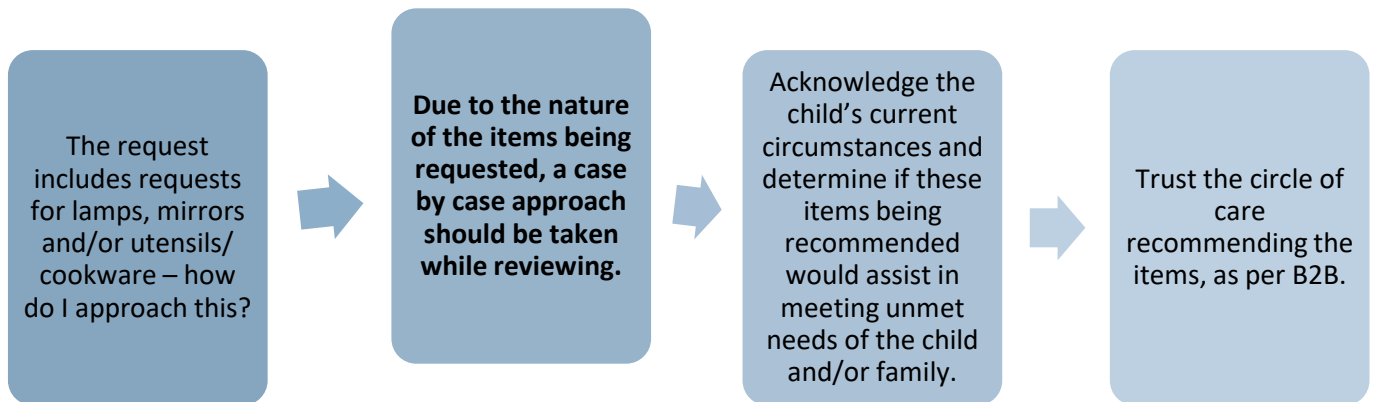 The request
includes requests
for lamps, mirrors
and/or utensils/
cookware – how
do I approach this?
Due to the nature
of the items being
requested, a case
by case approach
should be taken
while reviewing.
Acknowledge the
child’s current
circumstances and
determine if these
items being
recommended
would assist in
meeting unmet
needs of the child
and/or family.
Trust the circle of
care
recommending the
items, as per B2B.